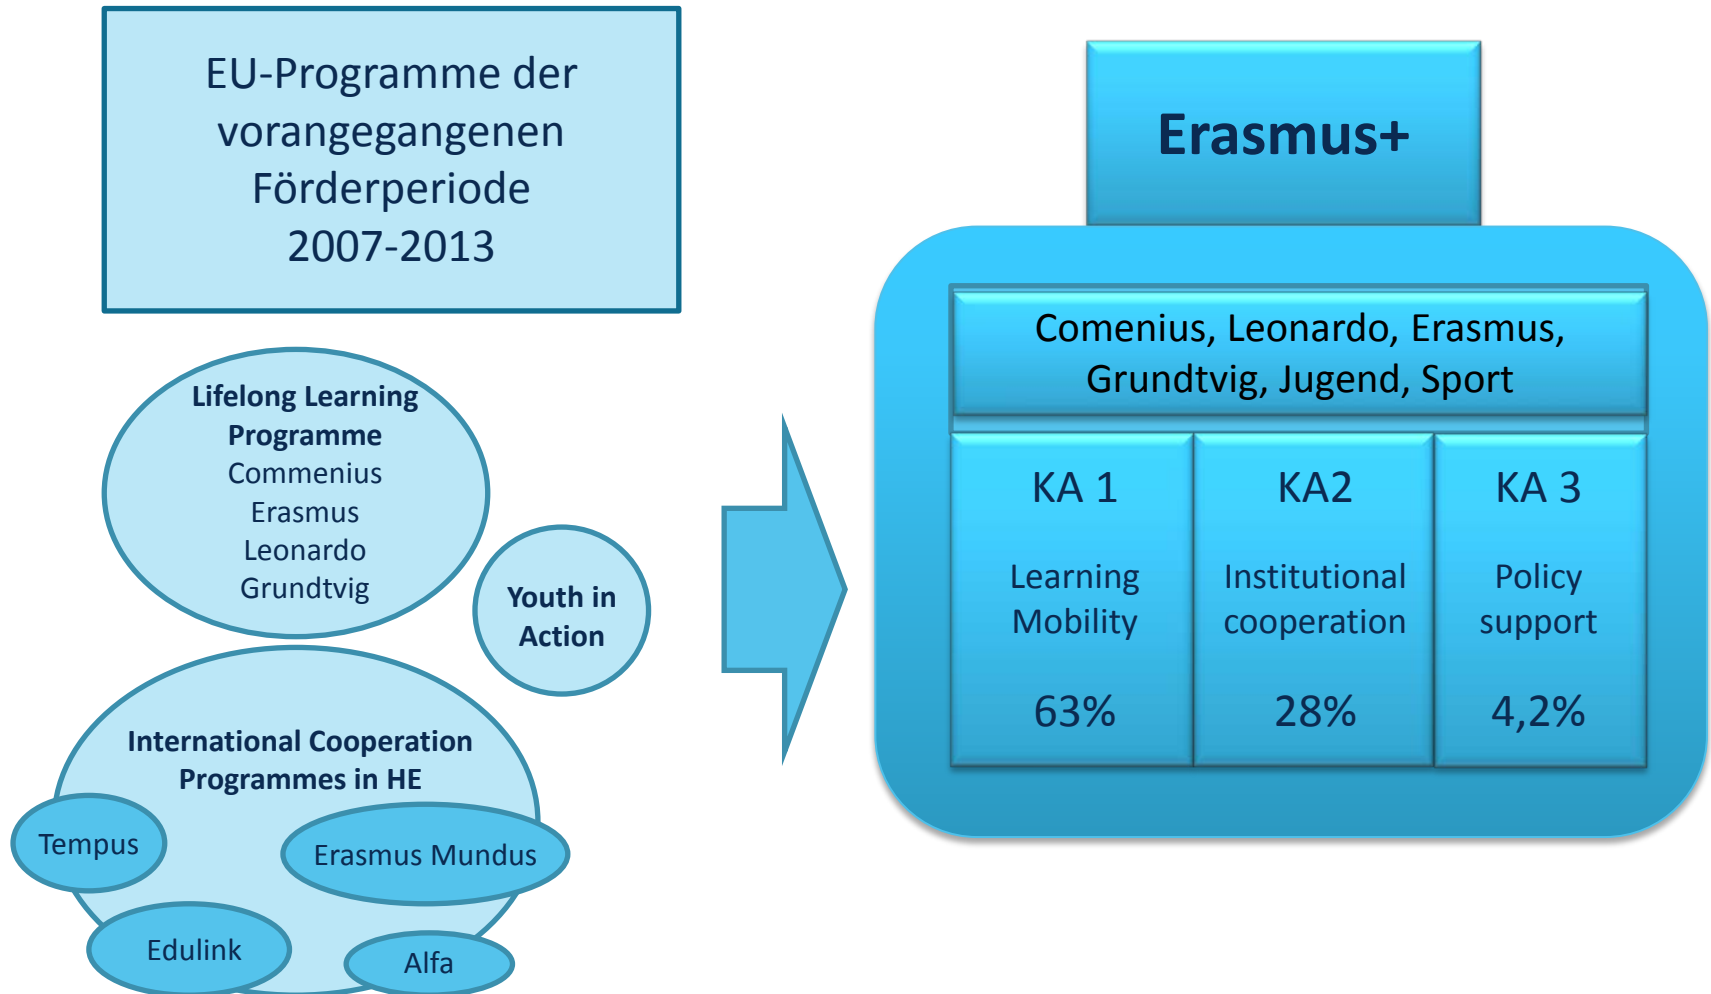 EU-Programme der
vorangegangenen
Förderperiode
2007-2013
Lifelong Learning
Programme
Commenius
Erasmus
Leonardo
Grundtvig
Youth in
Action
International Cooperation
Programmes in HE
Tempus
Erasmus Mundus
Edulink
Alfa
Erasmus+
Comenius, Leonardo, Erasmus,
Grundtvig, Jugend, Sport
KA 1
Learning
Mobility
63%
KA2
Institutional
cooperation
28%
KA 3
Policy
support
4,2%